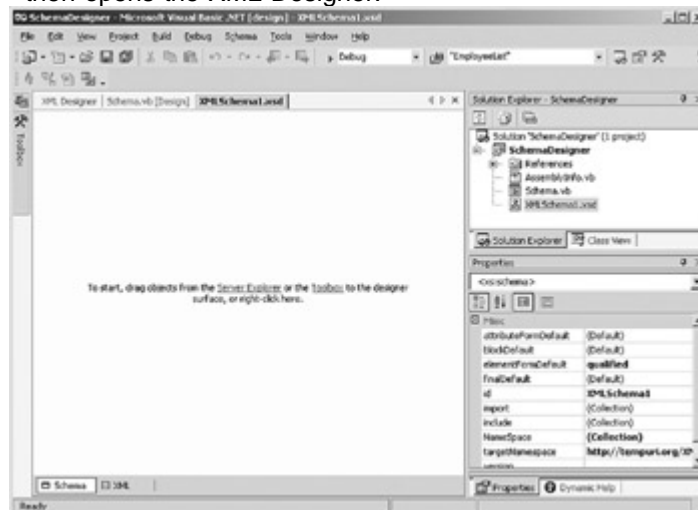 then opens the XML Designer.
SchemaDesigner - Microsoft Visual Basic .NET [design] - XMLSchema1.xsd
File Edit View Project Build Debug Schema Tools Window Help
Debug "EmployeeList"
XML Designer Schema.vb [Design] XMLSchema1.xsd
Toolbox
To start, drag objects from the Server Explorer or the Toolbox to the designer
surface, or right-click here.
Schema XML
Solution Explorer - SchemaDesigner
Solution 'SchemaDesigner' (1 project)
SchemaDesigner
References
AssemblyInfo.vb
Schema.vb
XMLSchema1.xsd
Solution Explorer Class View
Properties
<xs:schema>
Misc
attributeFormDefault (Default)
blockDefault (Default)
elementFormDefault qualified
finalDefault (Default)
id XMLSchema1
import (Collection)
include (Collection)
NameSpace (Collection)
targetNamespace http://tempuri.org/XM
version
Properties Dynamic Help
Ready